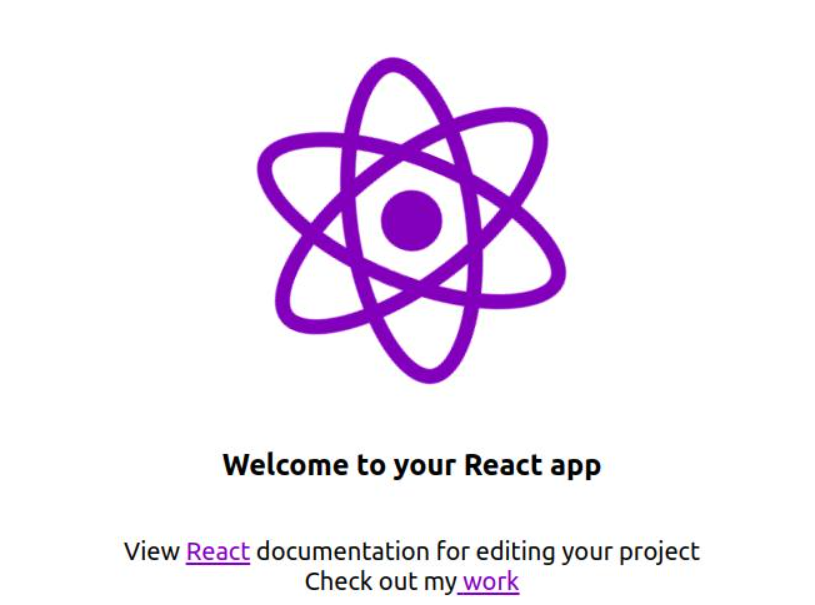 Welcome to your React app
View React documentation for editing your project
Check out my work